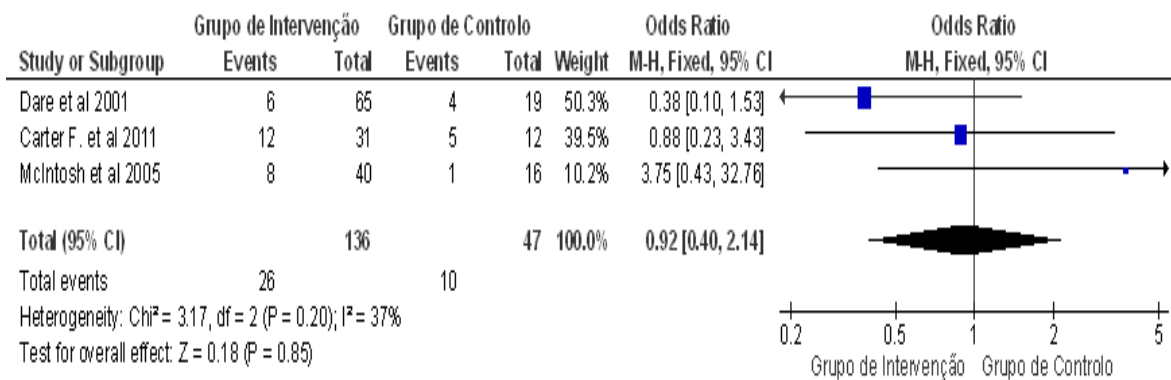 Grupo de Intervenção Grupo de Controlo Odds Ratio Odds Ratio
Study or Subgroup Events Total Events Total Weight M-H, Fixed, 95% CI M-H, Fixed, 95% CI
Dare et al 2001 6 65 4 19 50.3% 0.38 [0.10, 1.53]
Carter F. et al 2011 12 31 5 12 39.5% 0.88 [0.23, 3.43]
McIntosh et al 2005 8 40 1 16 10.2% 3.75 [0.43, 32.76]
Total (95% CI) 136 47 100.0% 0.92 [0.40, 2.14]
Total events 26 10
Heterogeneity: Chi² = 3.17, df = 2 (P = 0.20); I² = 37%
Test for overall effect: Z = 0.18 (P = 0.85)
0.2 0.5 1 2 5
Grupo de Intervenção Grupo de Controlo